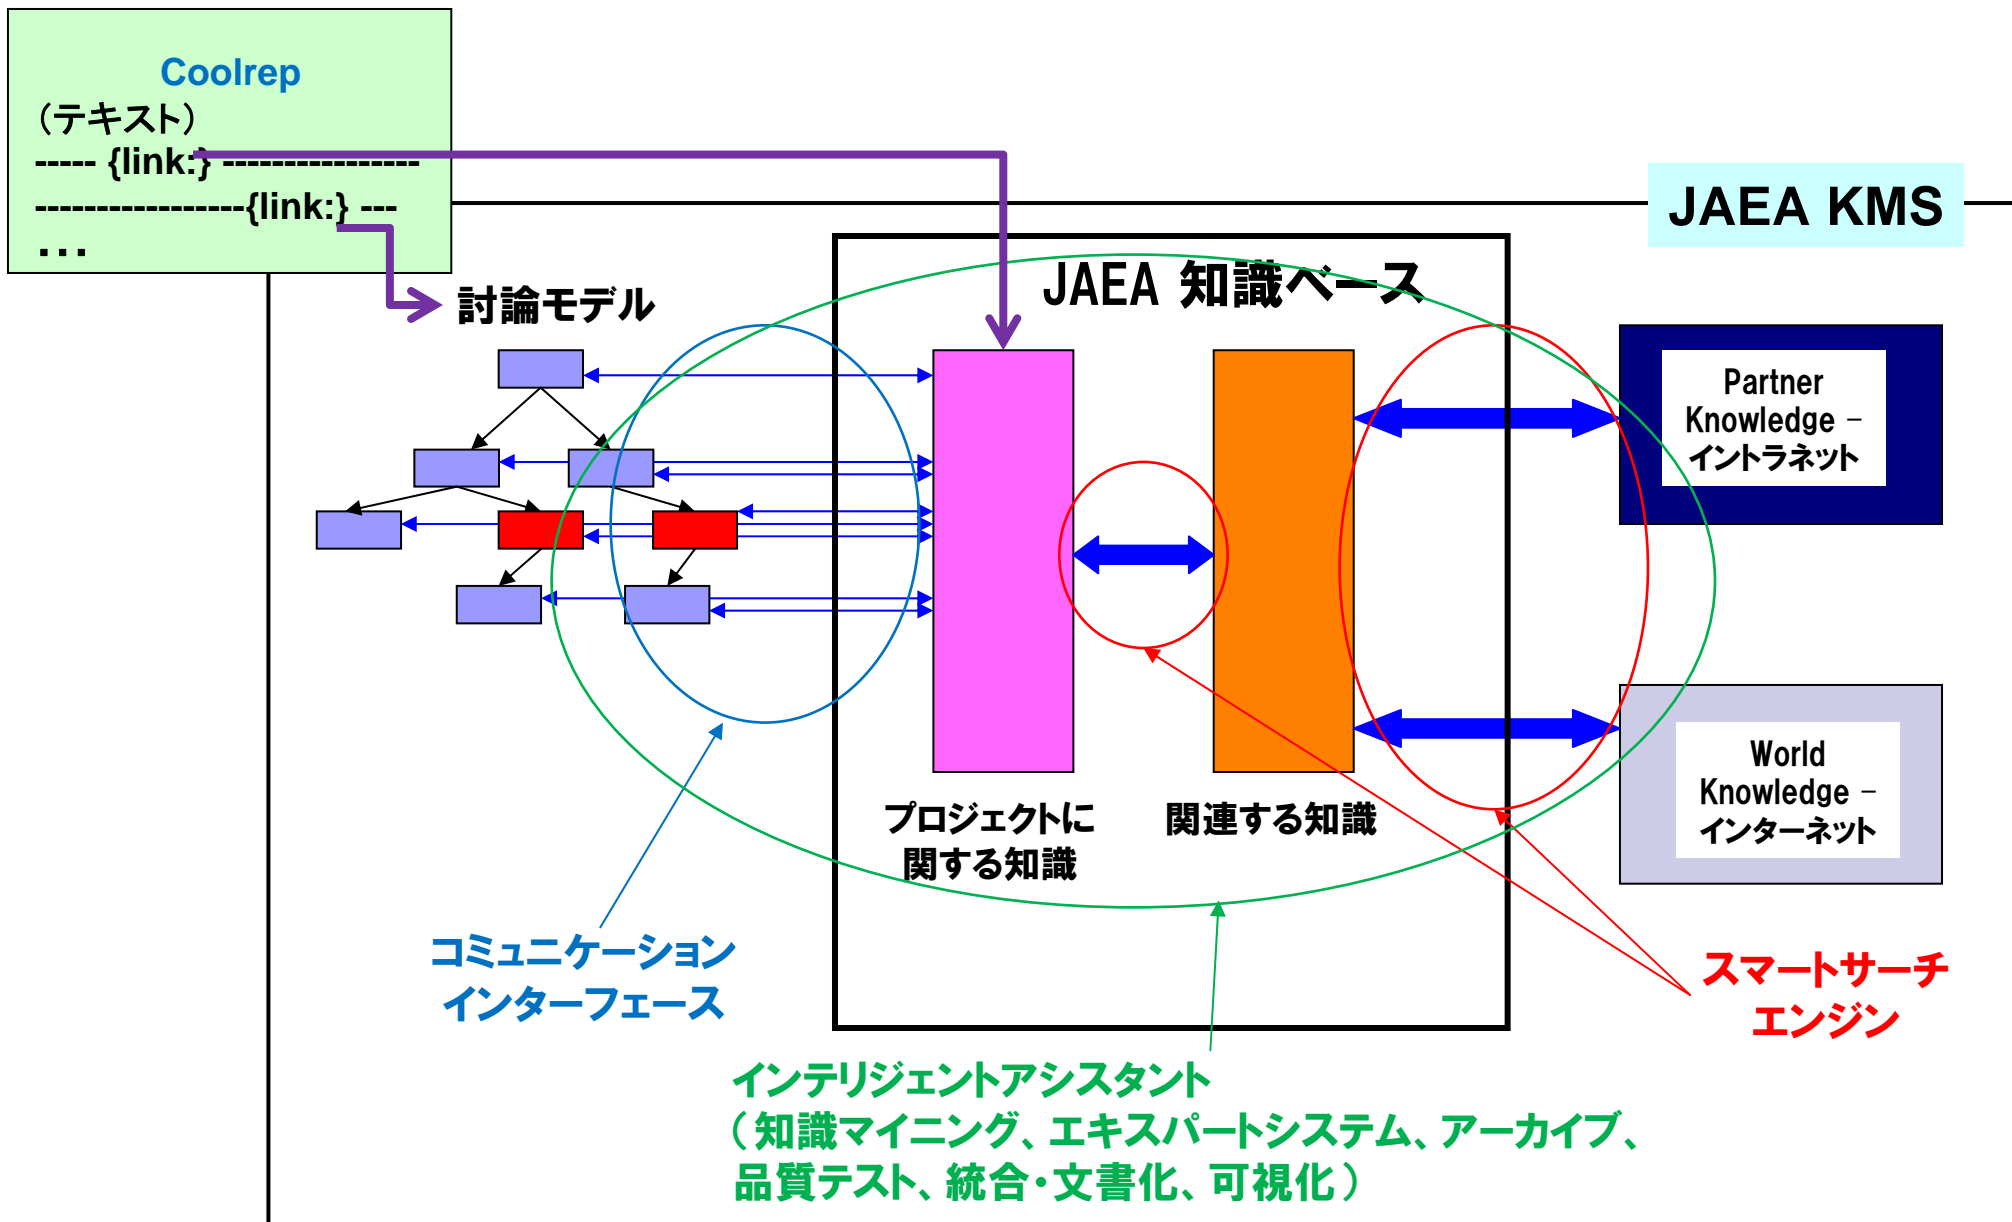 Coolrep
（テキスト）
----- {link:} ----------------
-----------------{link:} ---
...
JAEA KMS
討論モデル
JAEA 知識ベース
Partner
Knowledge –
イントラネット
World
Knowledge –
インターネット
プロジェクトに
関する知識
関連する知識
コミュニケーション
インターフェース
スマートサーチ
エンジン
インテリジェントアシスタント
（知識マイニング、エキスパートシステム、アーカイブ、
品質テスト、統合・文書化、可視化）